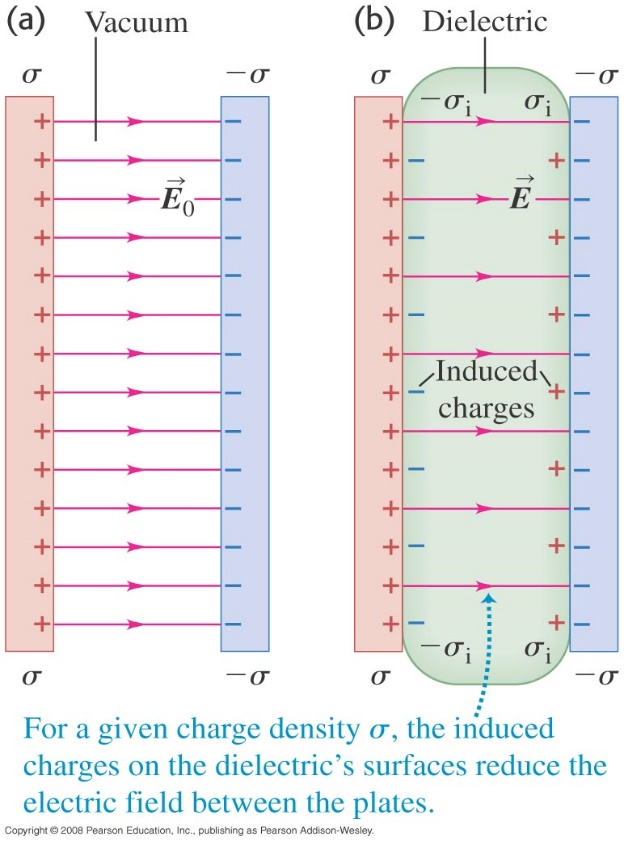 (a) Vacuum
σ −σ
E⃗₀
σ −σ
(b) Dielectric
σ −σᵢ σᵢ −σ
E⃗
Induced
charges
σ −σᵢ σᵢ −σ
For a given charge density σ, the induced
charges on the dielectric’s surfaces reduce the
electric field between the plates.
Copyright © 2008 Pearson Education, Inc., publishing as Pearson Addison-Wesley.